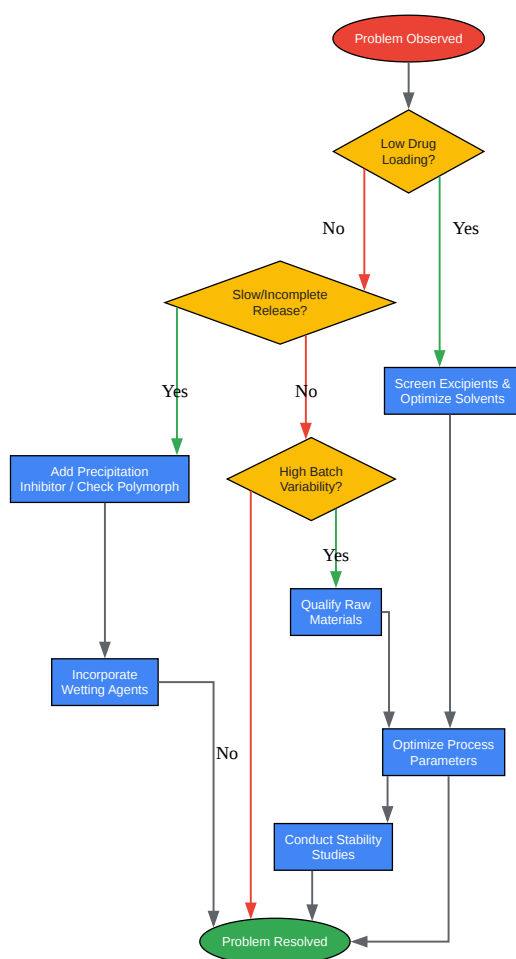 Problem Observed
Low Drug
Loading?
No
Yes
Slow/Incomplete
Release?
Yes
No
Screen Excipients &
Optimize Solvents
Add Precipitation
Inhibitor / Check Polymorph
High Batch
Variability?
Yes
Qualify Raw
Materials
Incorporate
Wetting Agents
No
Optimize Process
Parameters
Conduct Stability
Studies
Problem Resolved